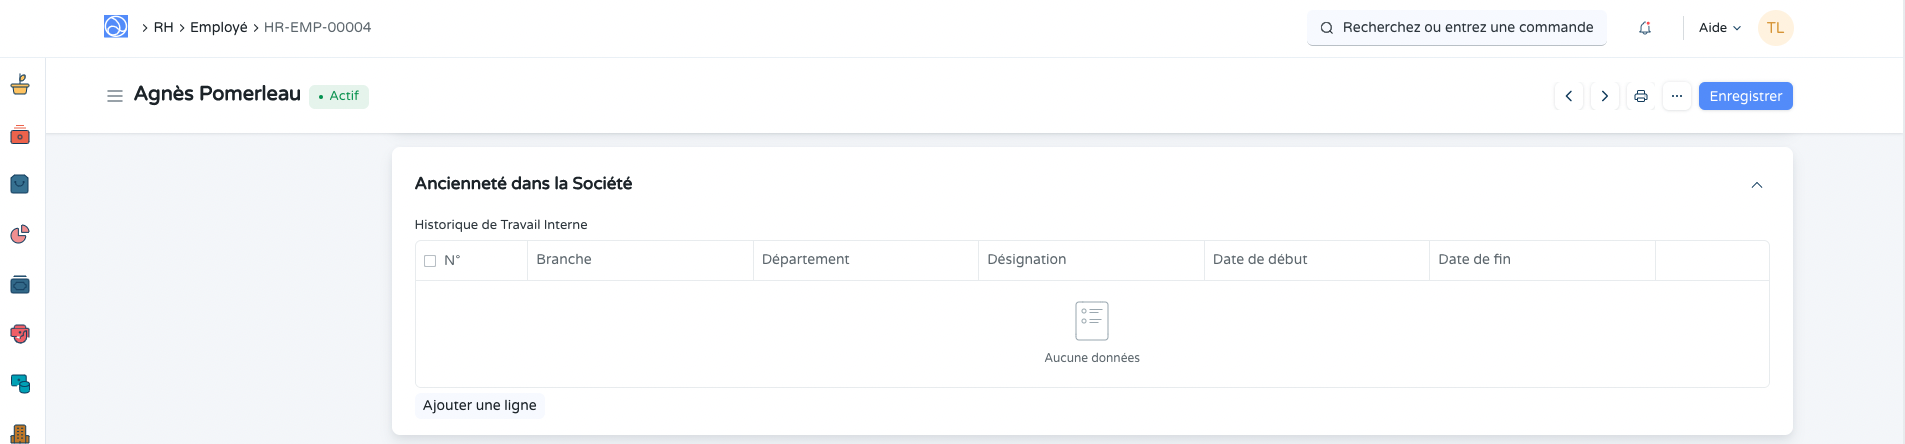 RH > Employé > HR-EMP-00004
Recherchez ou entrez une commande
Aide
TL
Agnès Pomerleau
Actif
Enregistrer
Ancienneté dans la Société
Historique de Travail Interne
N° Branche Département Désignation Date de début Date de fin
Aucune données
Ajouter une ligne